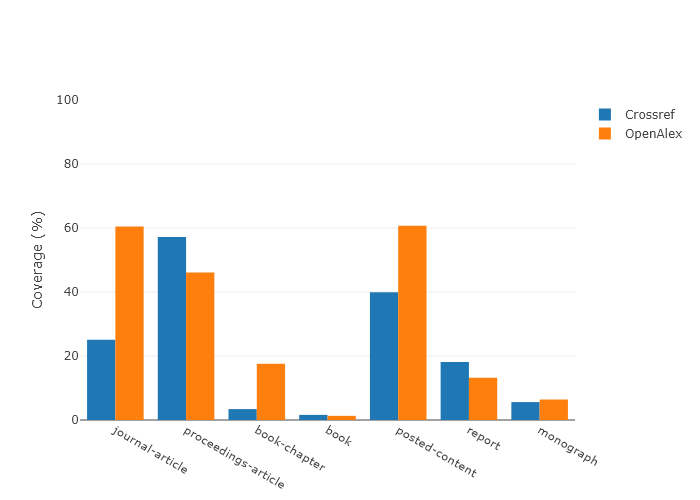 100
80
60
40
20
0
Coverage (%)
journal-article
proceedings-article
book-chapter
book
posted-content
report
monograph
Crossref
OpenAlex